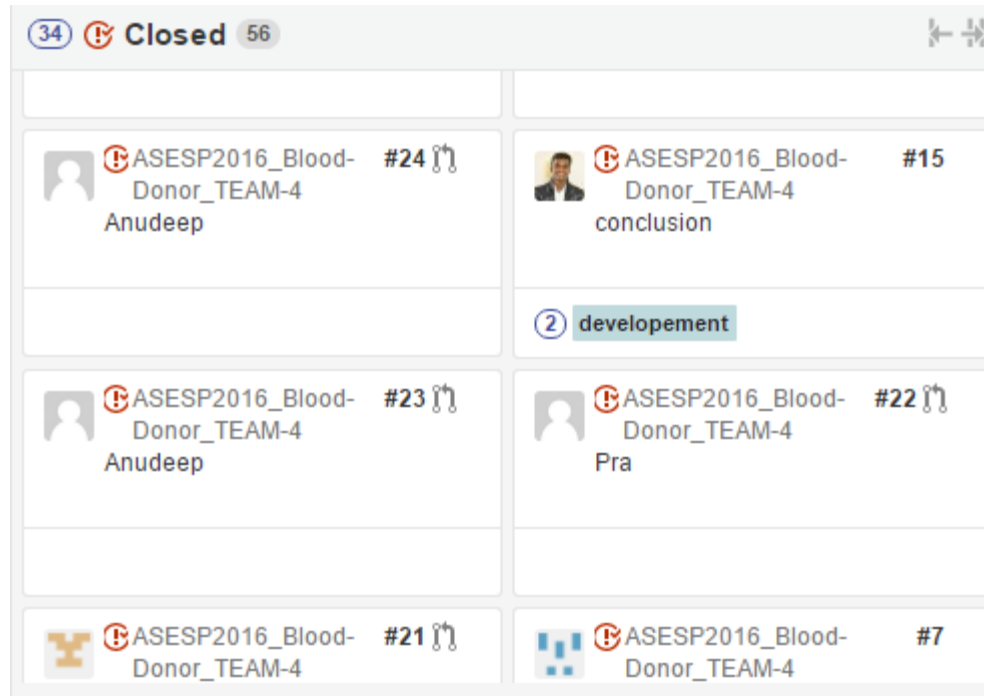 34 Closed 56
ASESP2016_Blood- #24
Donor_TEAM-4
Anudeep
ASESP2016_Blood- #15
Donor_TEAM-4
conclusion
2 developement
ASESP2016_Blood- #23
Donor_TEAM-4
Anudeep
ASESP2016_Blood- #22
Donor_TEAM-4
Pra
ASESP2016_Blood- #21
Donor_TEAM-4
ASESP2016_Blood- #7
Donor_TEAM-4